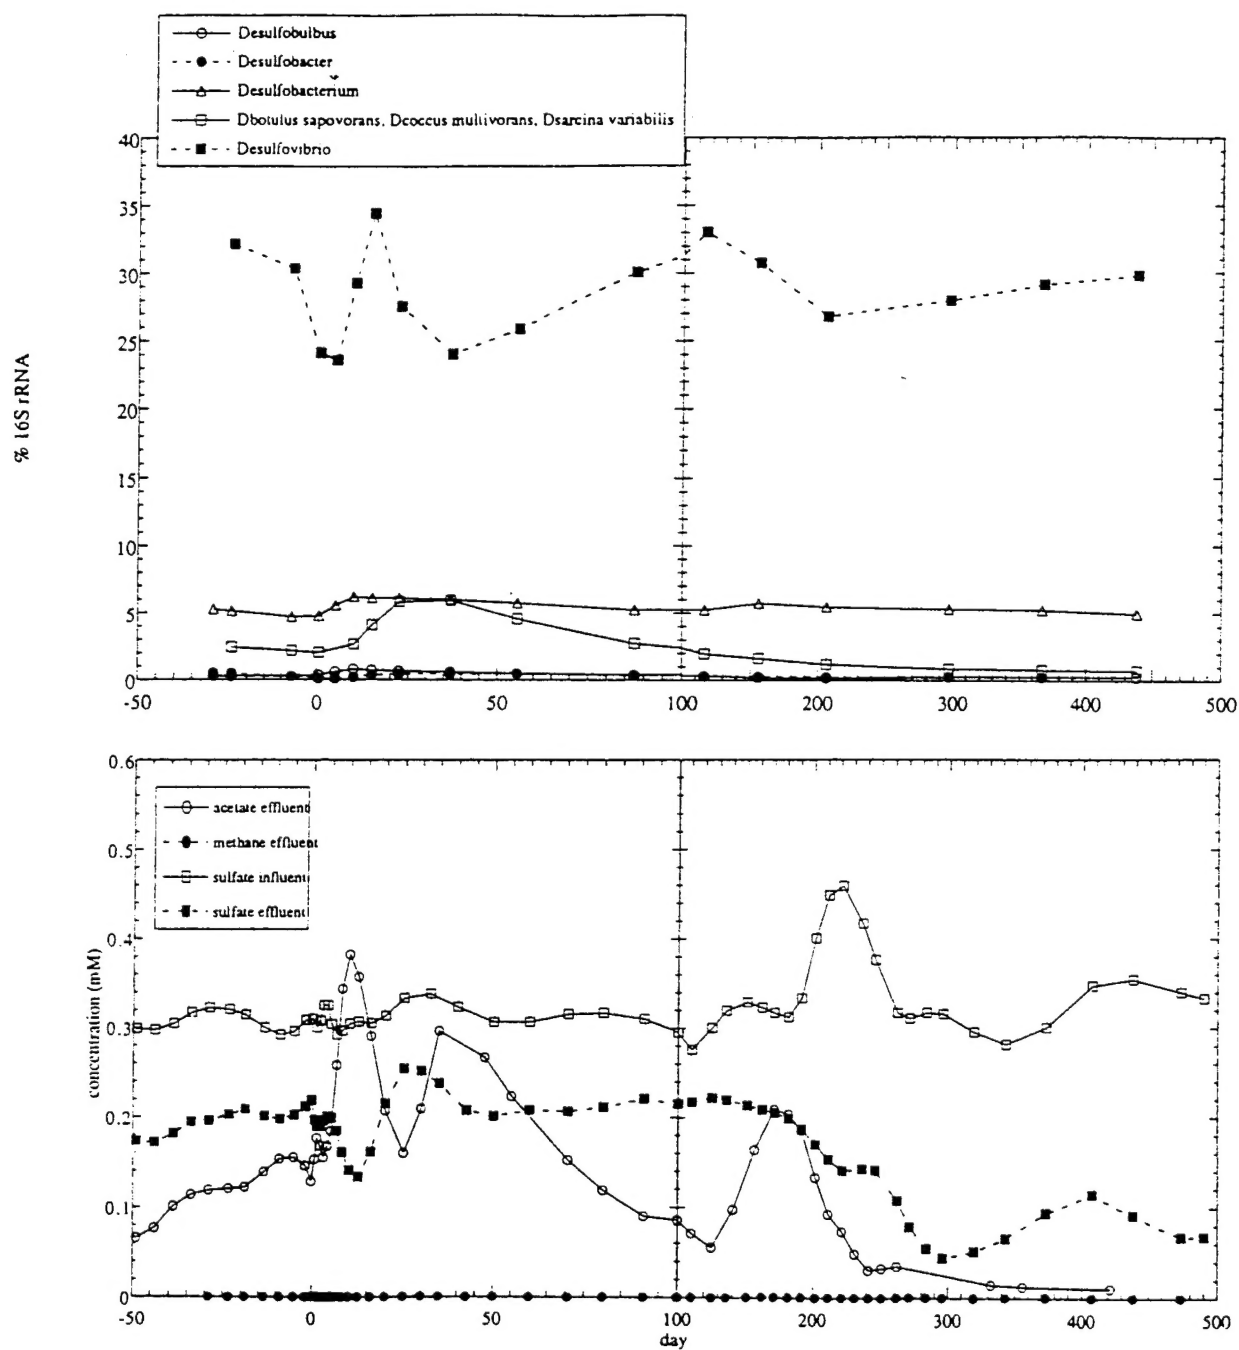 Desulfobulbus
Desulfobacter
Desulfobacterium
Dbotulus sapovorans, Dcoccus multivorans, Dsarcina variabilis
Desulfovibrio
% 16S rRNA
40
35
30
25
20
15
10
5
0
-50 0 50 100 200 300 400 500
0.6
0.5
0.4
0.3
0.2
0.1
0
concentration (mM)
acetate effluent
methane effluent
sulfate influent
sulfate effluent
-50 0 50 100 200 300 400 500
day